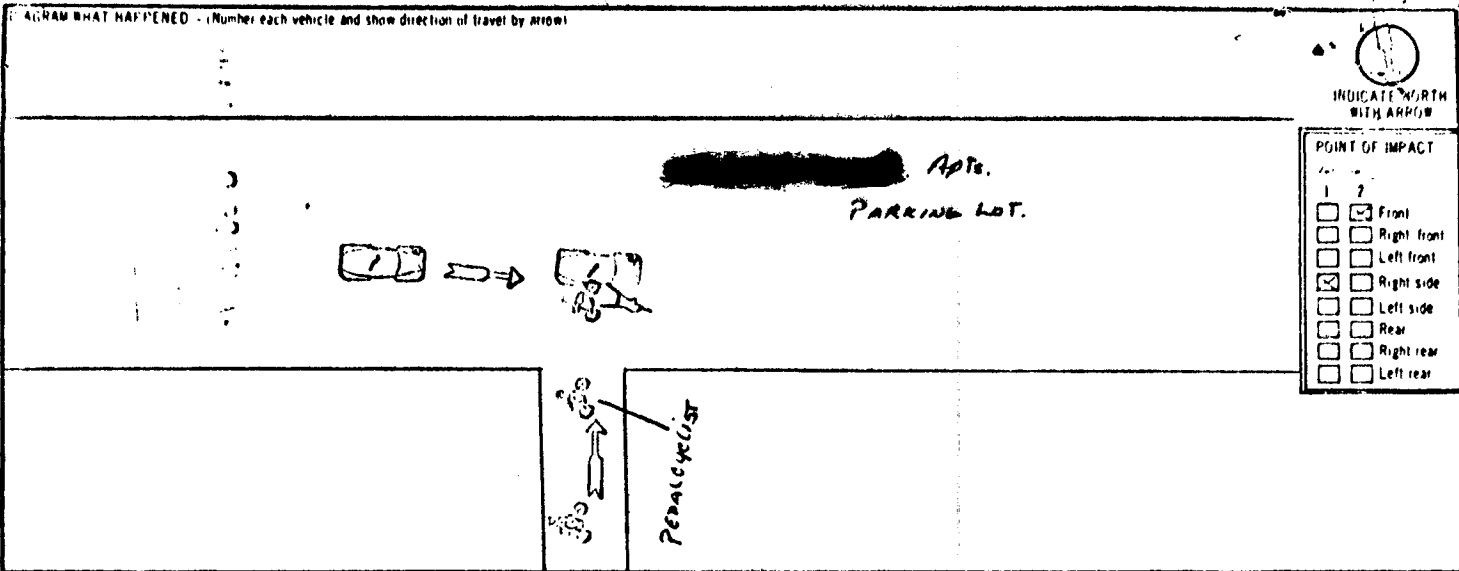 AGRAM WHAT HAPPENED - (Number each vehicle and show direction of travel by arrow)
INDICATE NORTH
WITH ARROW
Apts.
PARKING LOT.
POINT OF IMPACT
1 2
Front
Right front
Left front
Right side
Left side
Rear
Right rear
Left rear
1
1
PEDALCYCLIST